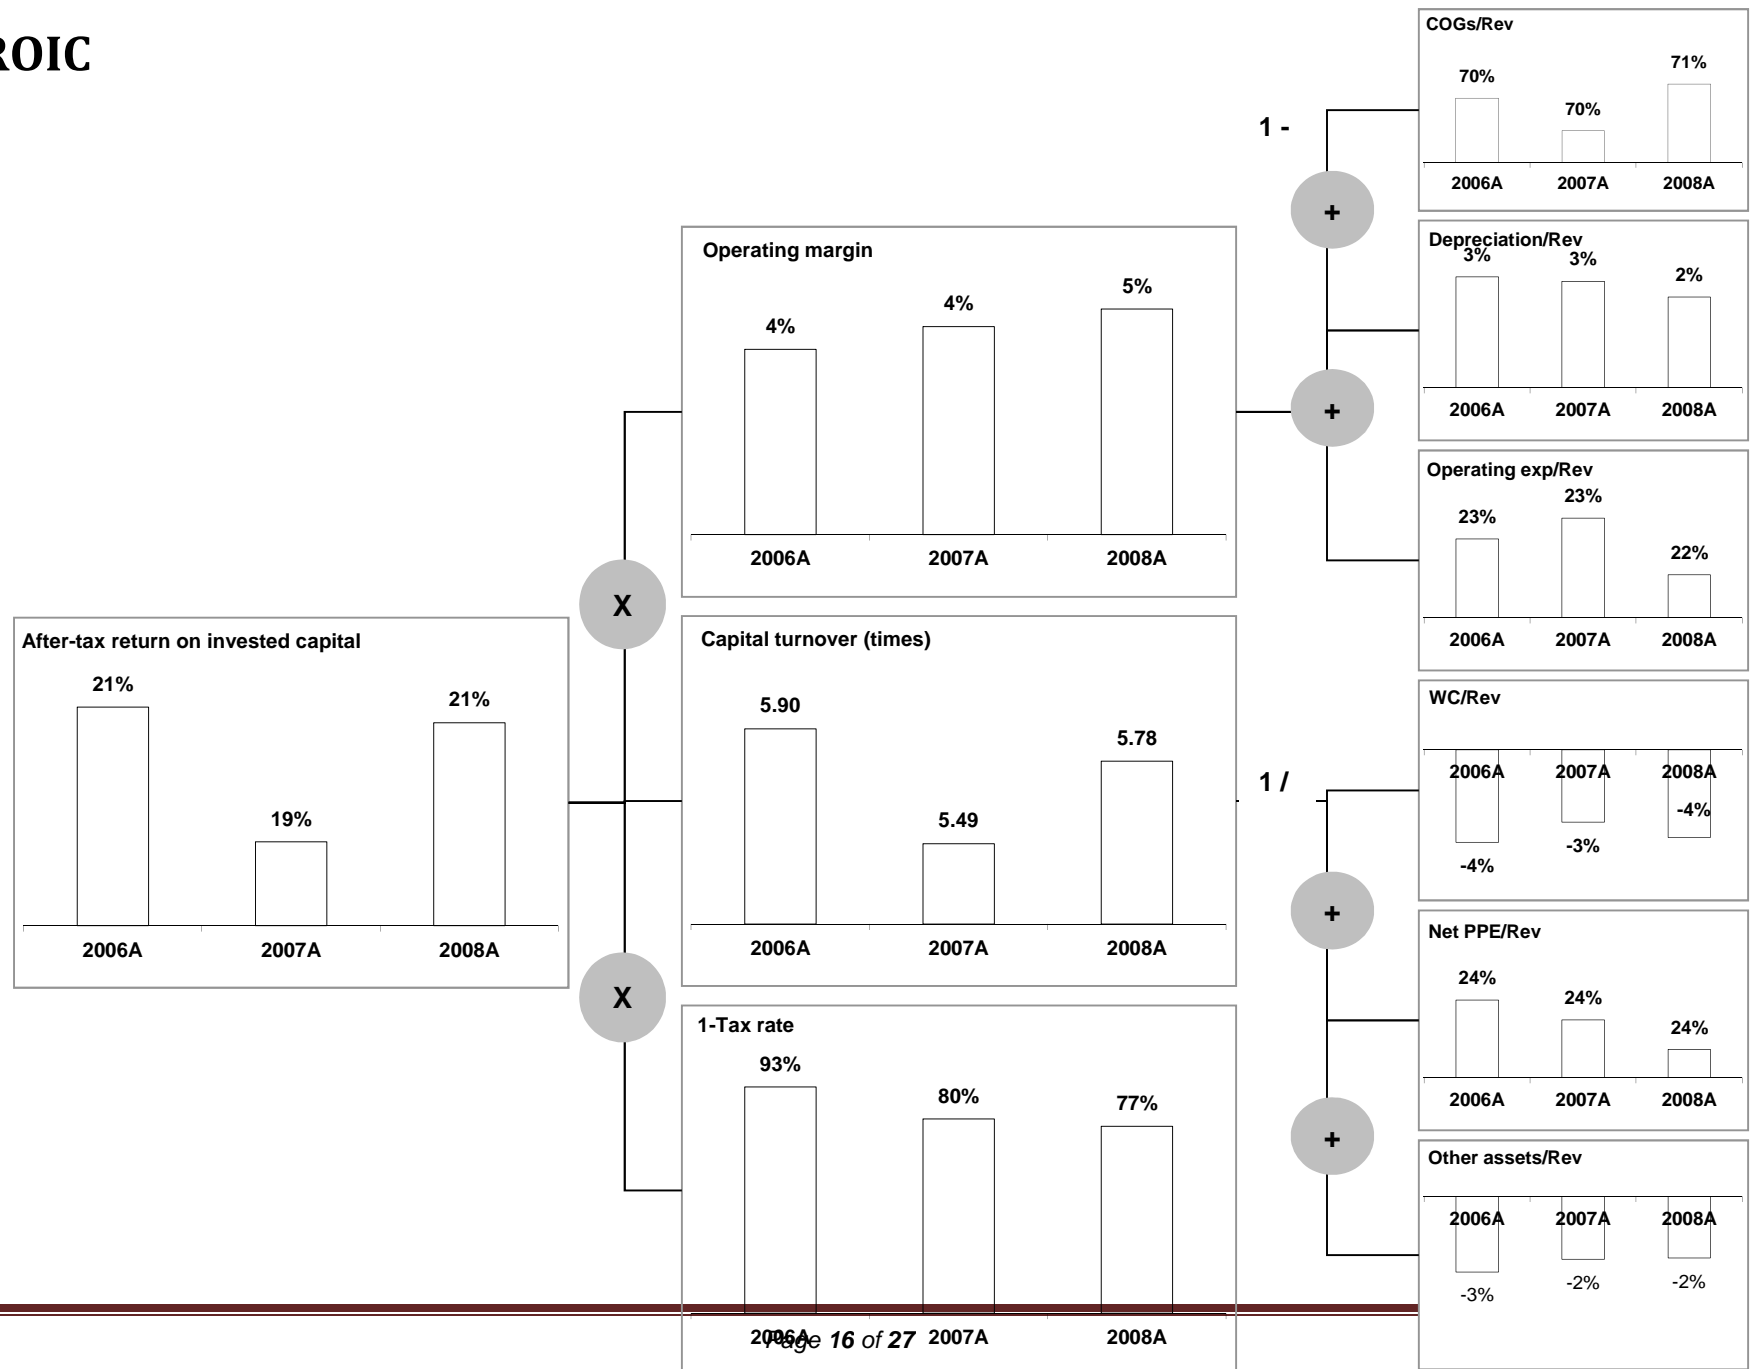 ROIC
COGs/Rev
70%
70%
71%
2006A
2007A
2008A
1 -
+
Depreciation/Rev
3%
3%
2%
2006A
2007A
2008A
+
Operating exp/Rev
23%
23%
22%
2006A
2007A
2008A
Operating margin
4%
4%
5%
2006A
2007A
2008A
X
After-tax return on invested capital
21%
19%
21%
2006A
2007A
2008A
Capital turnover (times)
5.90
5.49
5.78
2006A
2007A
2008A
X
1-Tax rate
93%
80%
77%
2006A
2007A
2008A
1 /
WC/Rev
2006A
2007A
2008A
-4%
-3%
-4%
+
Net PPE/Rev
24%
24%
24%
2006A
2007A
2008A
+
Other assets/Rev
2006A
2007A
2008A
-3%
-2%
-2%
Page 16 of 27